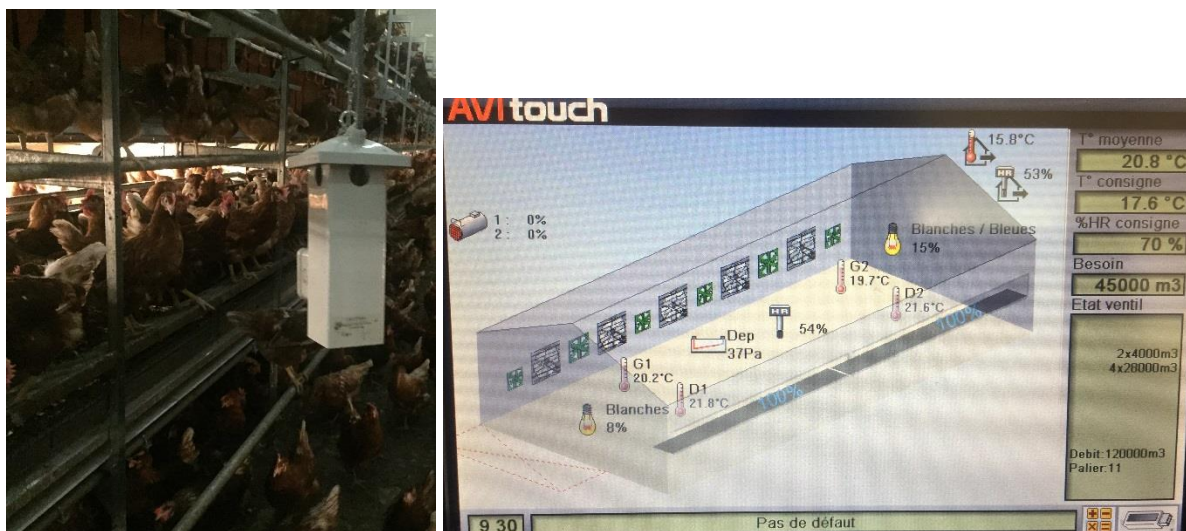 AVItouch
15.8°C
53%
1 : 0%
2 : 0%
Blanches / Bleues
15%
G2
19.7°C
D2
21.6°C
HR
54%
Dep
37Pa
G1
20.2°C
D1
21.8°C
Blanches
8%
100%
100%
T° moyenne
20.8 °C
T° consigne
17.6 °C
%HR consigne
70 %
Besoin
45000 m3
Etat ventil
2x4000m3
4x28000m3
Debit:120000m3
Palier:11
9 30
Pas de défaut